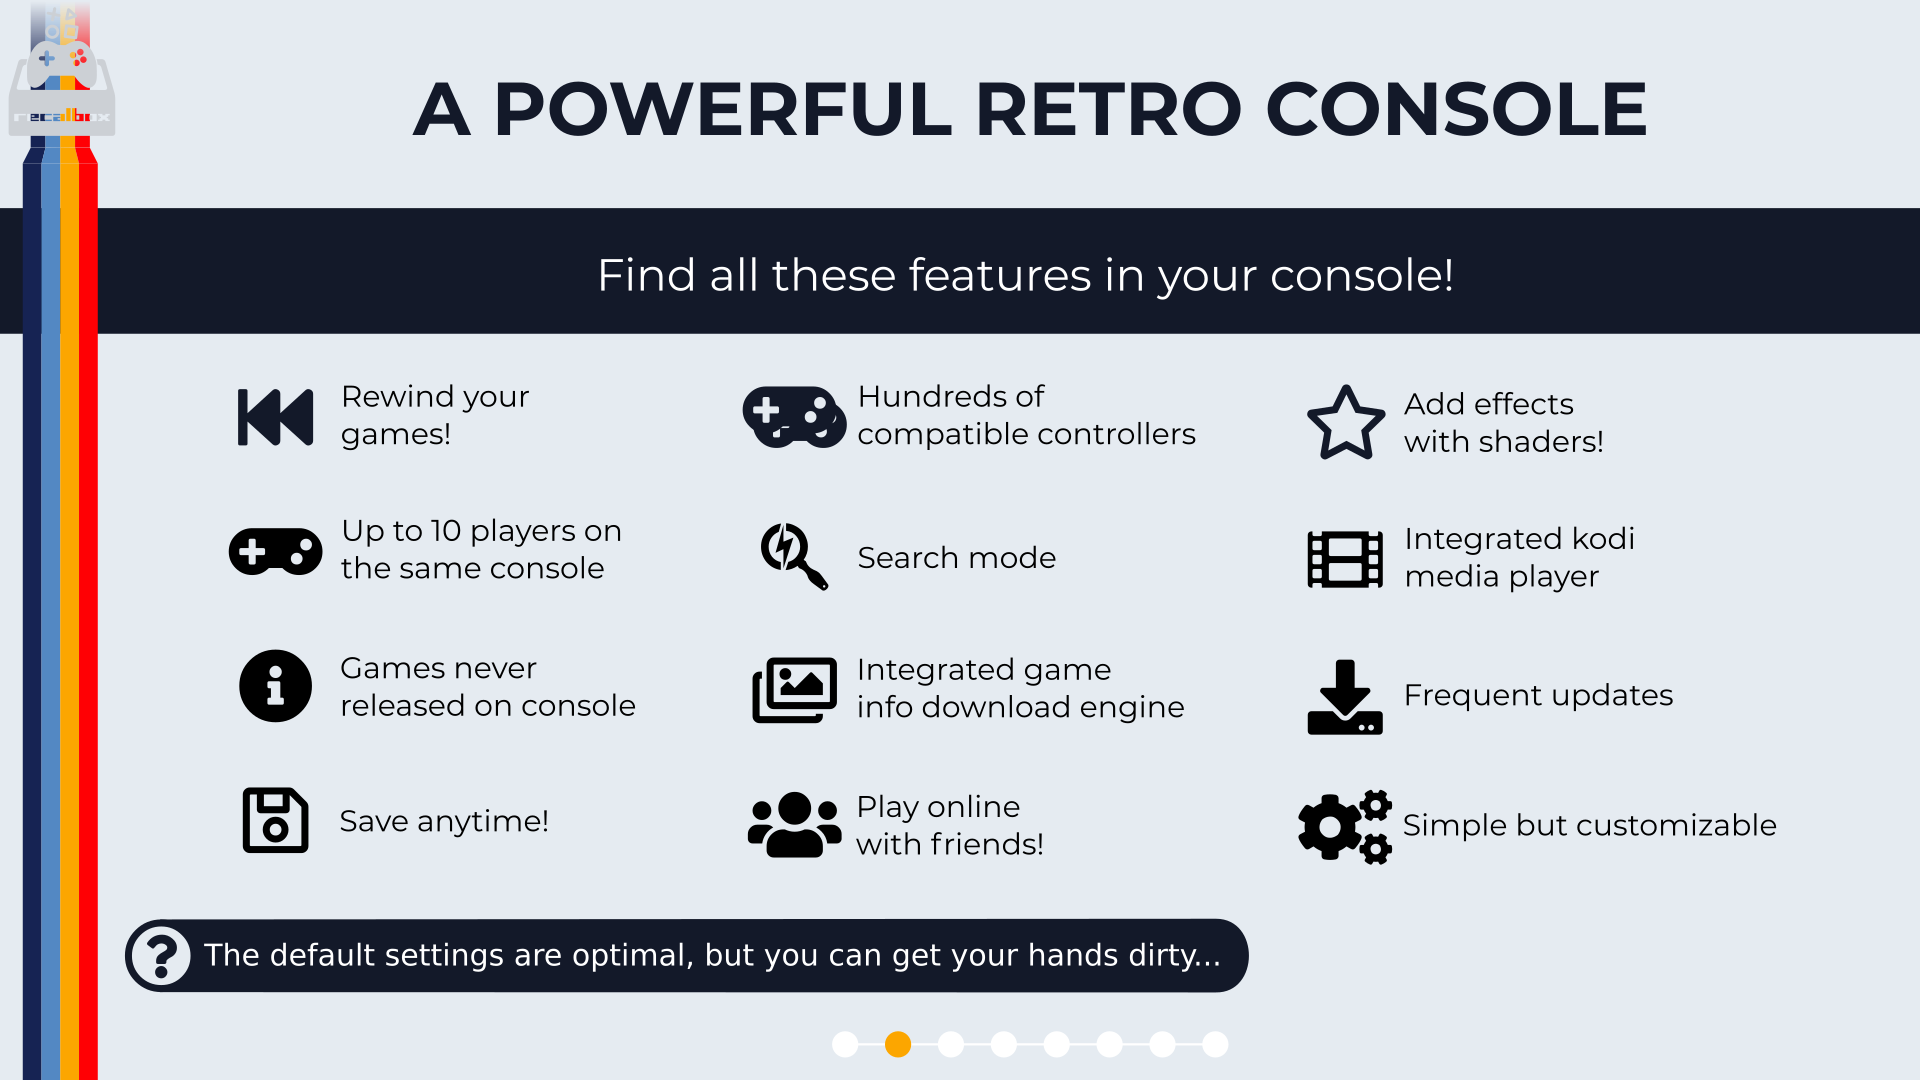 recalbox
A POWERFUL RETRO CONSOLE
Find all these features in your console!
Rewind your
games!
Hundreds of
compatible controllers
Add effects
with shaders!
Up to 10 players on
the same console
Search mode
Integrated kodi
media player
Games never
released on console
Integrated game
info download engine
Frequent updates
Save anytime!
Play online
with friends!
Simple but customizable
The default settings are optimal, but you can get your hands dirty...